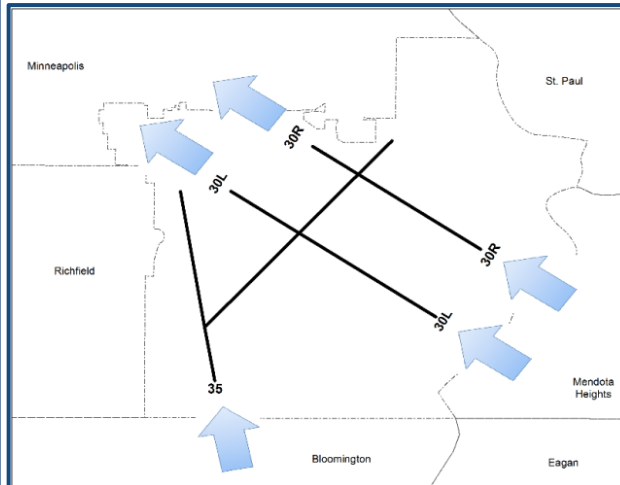 Minneapolis
St. Paul
30R
30L
Richfield
30R
30L
35
Mendota
Heights
Bloomington
Eagan